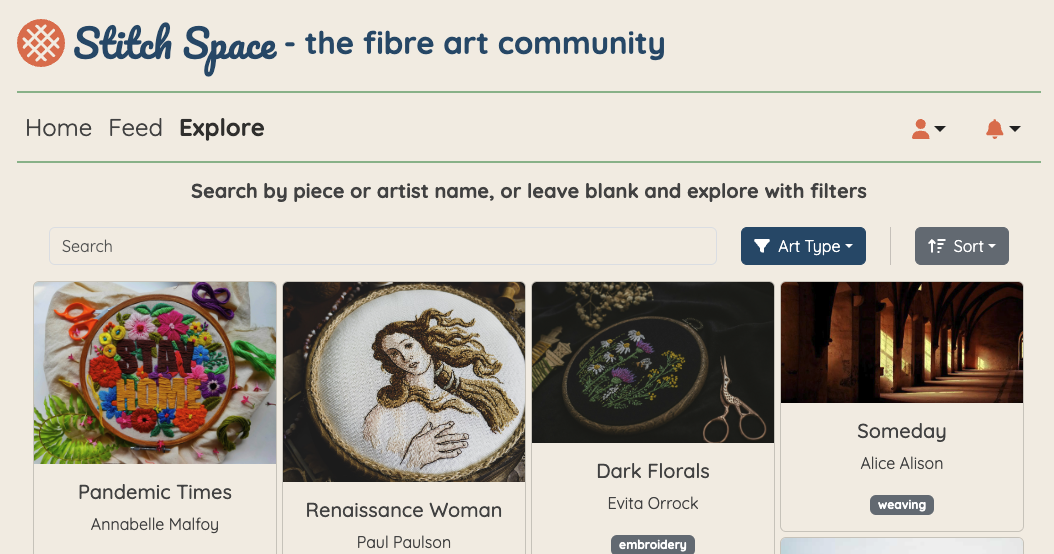 Stitch Space - the fibre art community
Home Feed Explore
Search by piece or artist name, or leave blank and explore with filters
Search
Art Type
Sort
STAY
HOME
Pandemic Times
Annabelle Malfoy
Renaissance Woman
Paul Paulson
Dark Florals
Evita Orrock
embroidery
Someday
Alice Alison
weaving